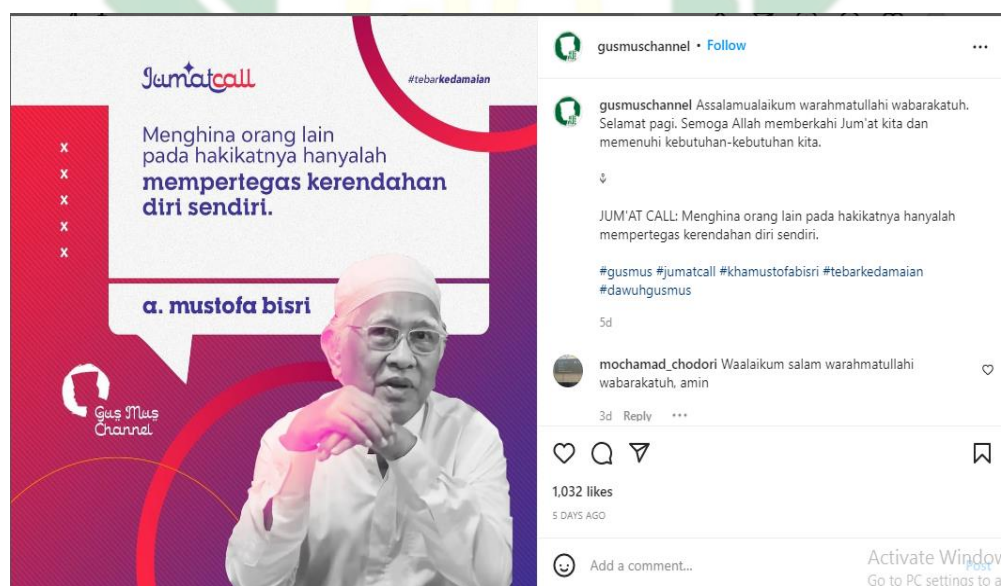 Jumatcall
#tebarkedamaian
Menghina orang lain
pada hakikatnya hanyalah
mempertegas kerendahan
diri sendiri.
a. mustofa bisri
Gus Mus
Channel
x
x
x
x
x
gusmuschannel • Follow
gusmuschannel Assalamualaikum warahmatullahi wabarakatuh.
Selamat pagi. Semoga Allah memberkahi Jum'at kita dan
memenuhi kebutuhan-kebutuhan kita.
JUM'AT CALL: Menghina orang lain pada hakikatnya hanyalah
mempertegas kerendahan diri sendiri.
#gusmus #jumatcall #khamustofabisri #tebarkedamaian
#dawuhgusmus
5d
mochamad_chodori Waalaikum salam warahmatullahi
wabarakatuh, amin
3d Reply
1,032 likes
5 DAYS AGO
Add a comment...
Post
Activate Window
Go to PC settings to a